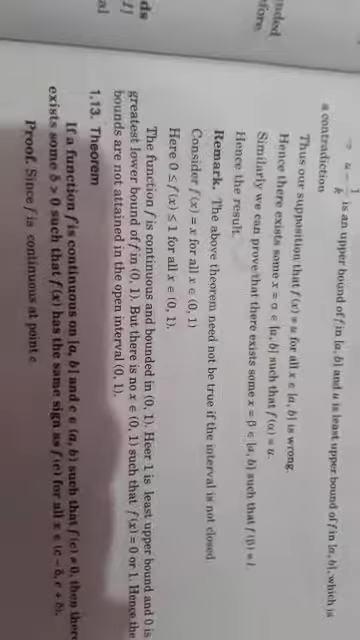 ⇒ u − 1/k is an upper bound of f in [a, b] and u is least upper bound of f in [a, b], which is
a contradiction
Thus our supposition that f (x) ≠ u for all x ∈ [a, b] is wrong.
Hence there exists some x = α ∈ [a, b] such that f (α) = u.
Similarly we can prove that there exists some x = β ∈ [a, b] such that f (β) = l.
Hence the result.
Remark. The above theorem need not be true if the interval is not closed
Consider f (x) = x for all x ∈ (0, 1)
Here 0 ≤ f (x) ≤ 1 for all x ∈ (0, 1).
The function f is continuous and bounded in (0, 1). Heer 1 is least upper bound and 0 is
greatest lower bound of f in (0, 1). But there is no x ∈ (0, 1) such that f (x) = 0 or 1. Hence the
bounds are not attained in the open interval (0, 1).
1.13. Theorem
If a function f is continuous on [a, b] and c ∈ (a, b) such that f (c) ≠ 0, then there
exists some δ > 0 such that f (x) has the same sign as f (c) for all x ∈ (c − δ, c + δ).
Proof. Since f is continuous at point c
nded
efore
ds
al